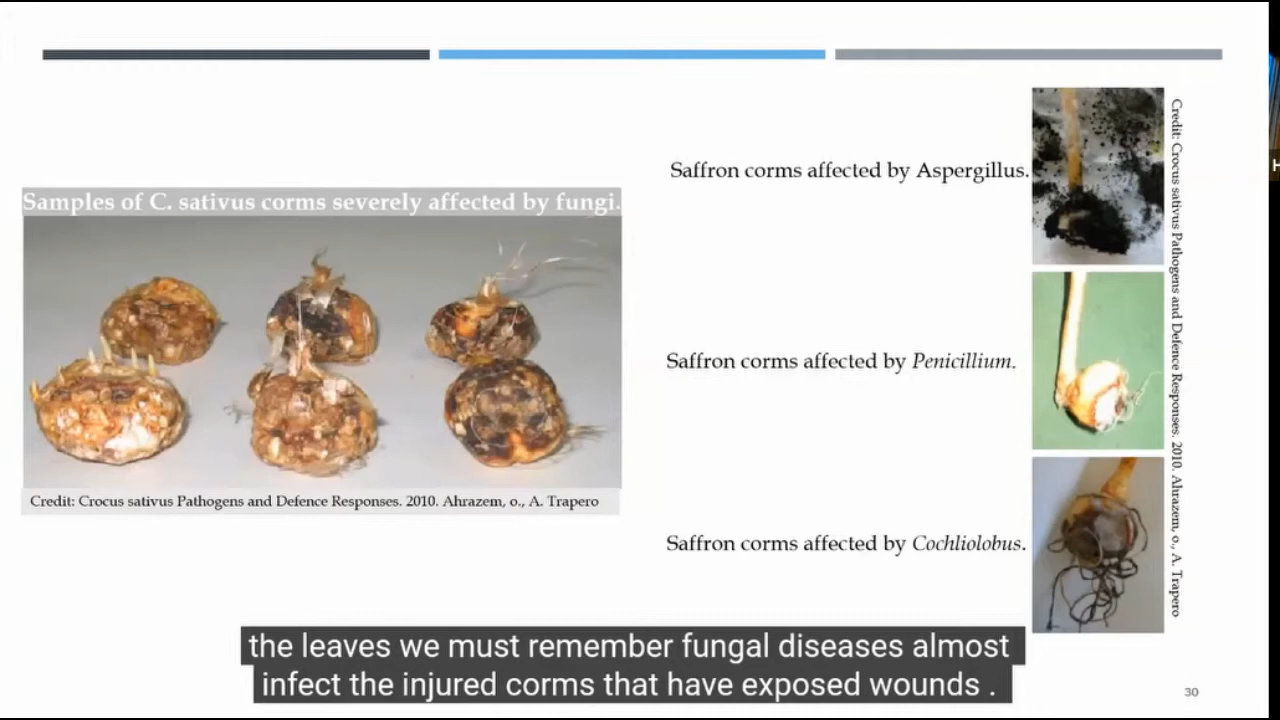 Samples of C. sativus corms severely affected by fungi.
Credit: Crocus sativus Pathogens and Defence Responses. 2010. Ahrazem, o., A. Trapero
Saffron corms affected by Aspergillus.
Saffron corms affected by Penicillium.
Saffron corms affected by Cochliolobus.
Credit: Crocus sativus Pathogens and Defence Responses. 2010. Ahrazem, o., A. Trapero
the leaves we must remember fungal diseases almost
infect the injured corms that have exposed wounds .
30
H